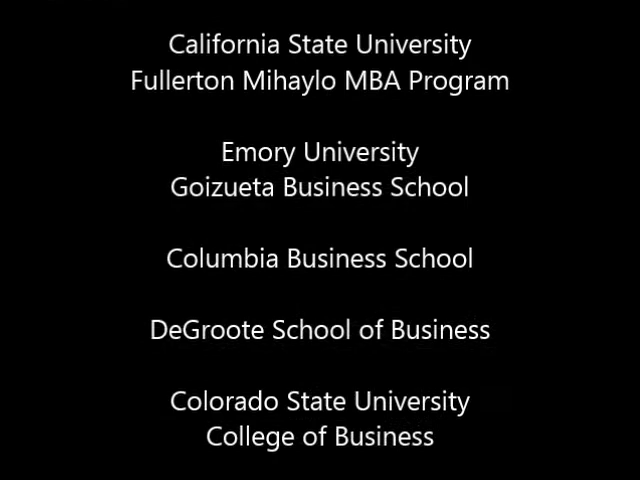 California State University
Fullerton Mihaylo MBA Program
Emory University
Goizueta Business School
Columbia Business School
DeGroote School of Business
Colorado State University
College of Business